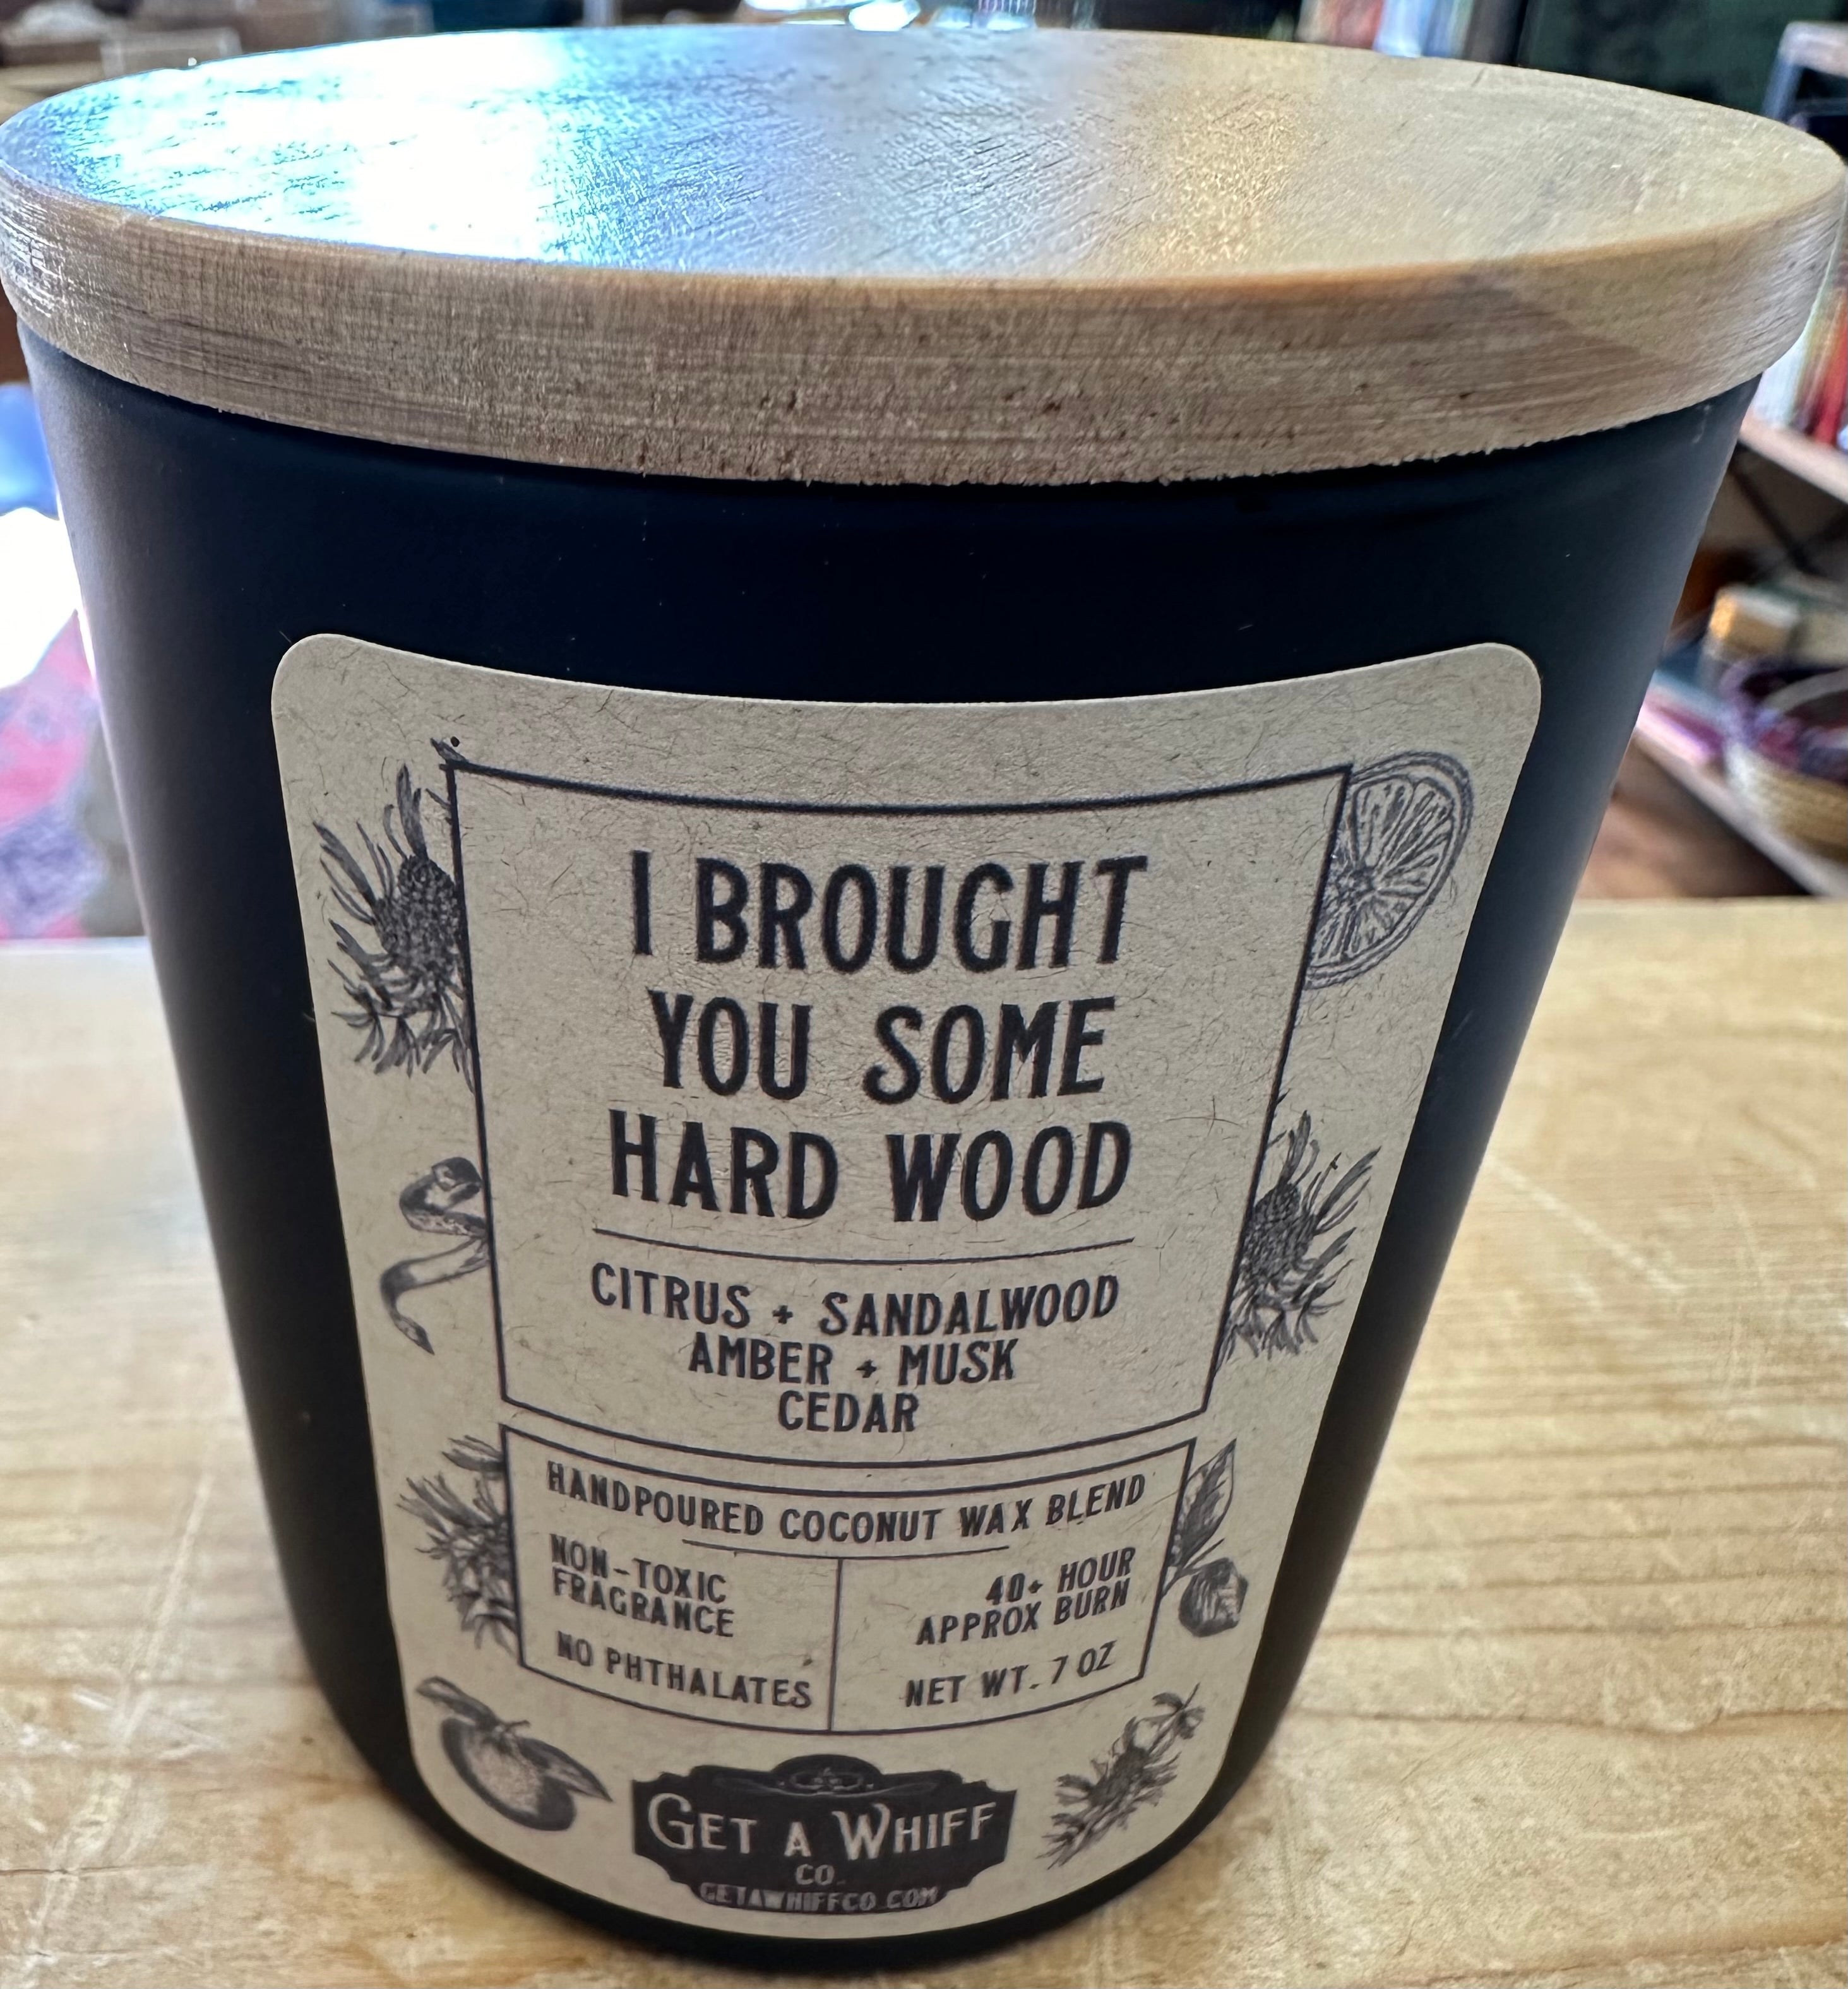 I BROUGHT
YOU SOME
HARD WOOD
CITRUS + SANDALWOOD
AMBER + MUSK
CEDAR
HANDPOURED COCONUT WAX BLEND
NON-TOXIC
FRAGRANCE
NO PHTHALATES
40+ HOUR
APPROX BURN
NET WT. 7 OZ
GET A WHIFF
CO.
GETAWHIFFCO.COM